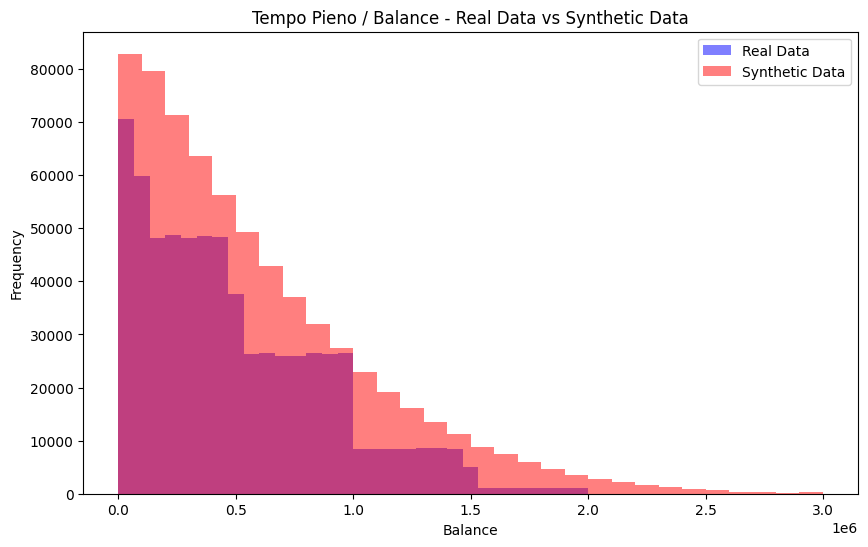 Tempo Pieno / Balance - Real Data vs Synthetic Data
Real Data
Synthetic Data
Frequency
80000
70000
60000
50000
40000
30000
20000
10000
0
0.0
0.5
1.0
1.5
2.0
2.5
3.0
1e6
Balance